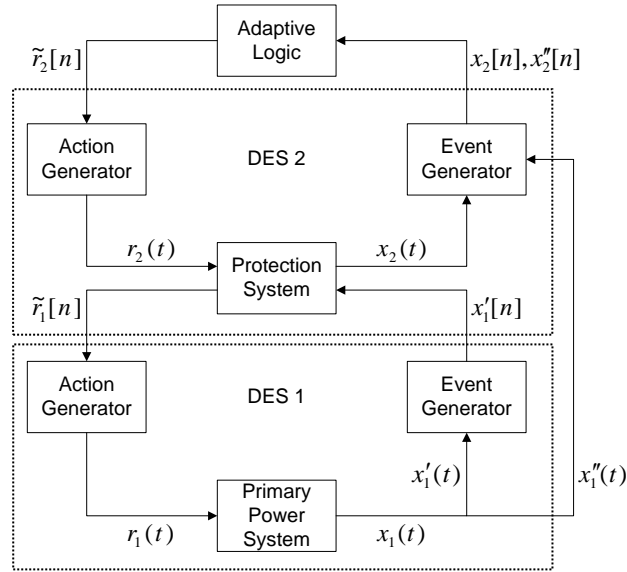 Adaptive
Logic
r̃₂[n]
x₂[n], x₂″[n]
Action
Generator
DES 2
Event
Generator
r₂(t)
x₂(t)
Protection
System
r̃₁[n]
x₁′[n]
Action
Generator
DES 1
Event
Generator
x₁′(t)
x₁″(t)
Primary
Power
System
r₁(t)
x₁(t)